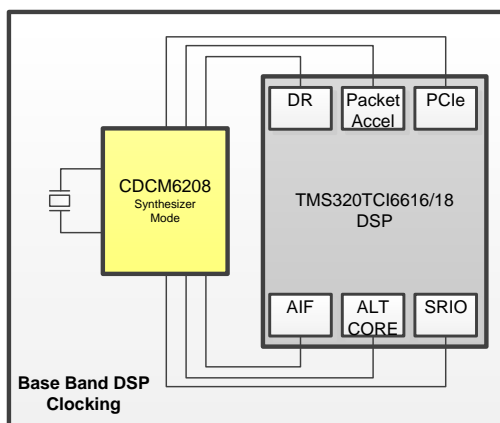 DR
Packet
Accel
PCIe
CDCM6208
Synthesizer
Mode
TMS320TCI6616/18
DSP
AIF
ALT
CORE
SRIO
Base Band DSP
Clocking